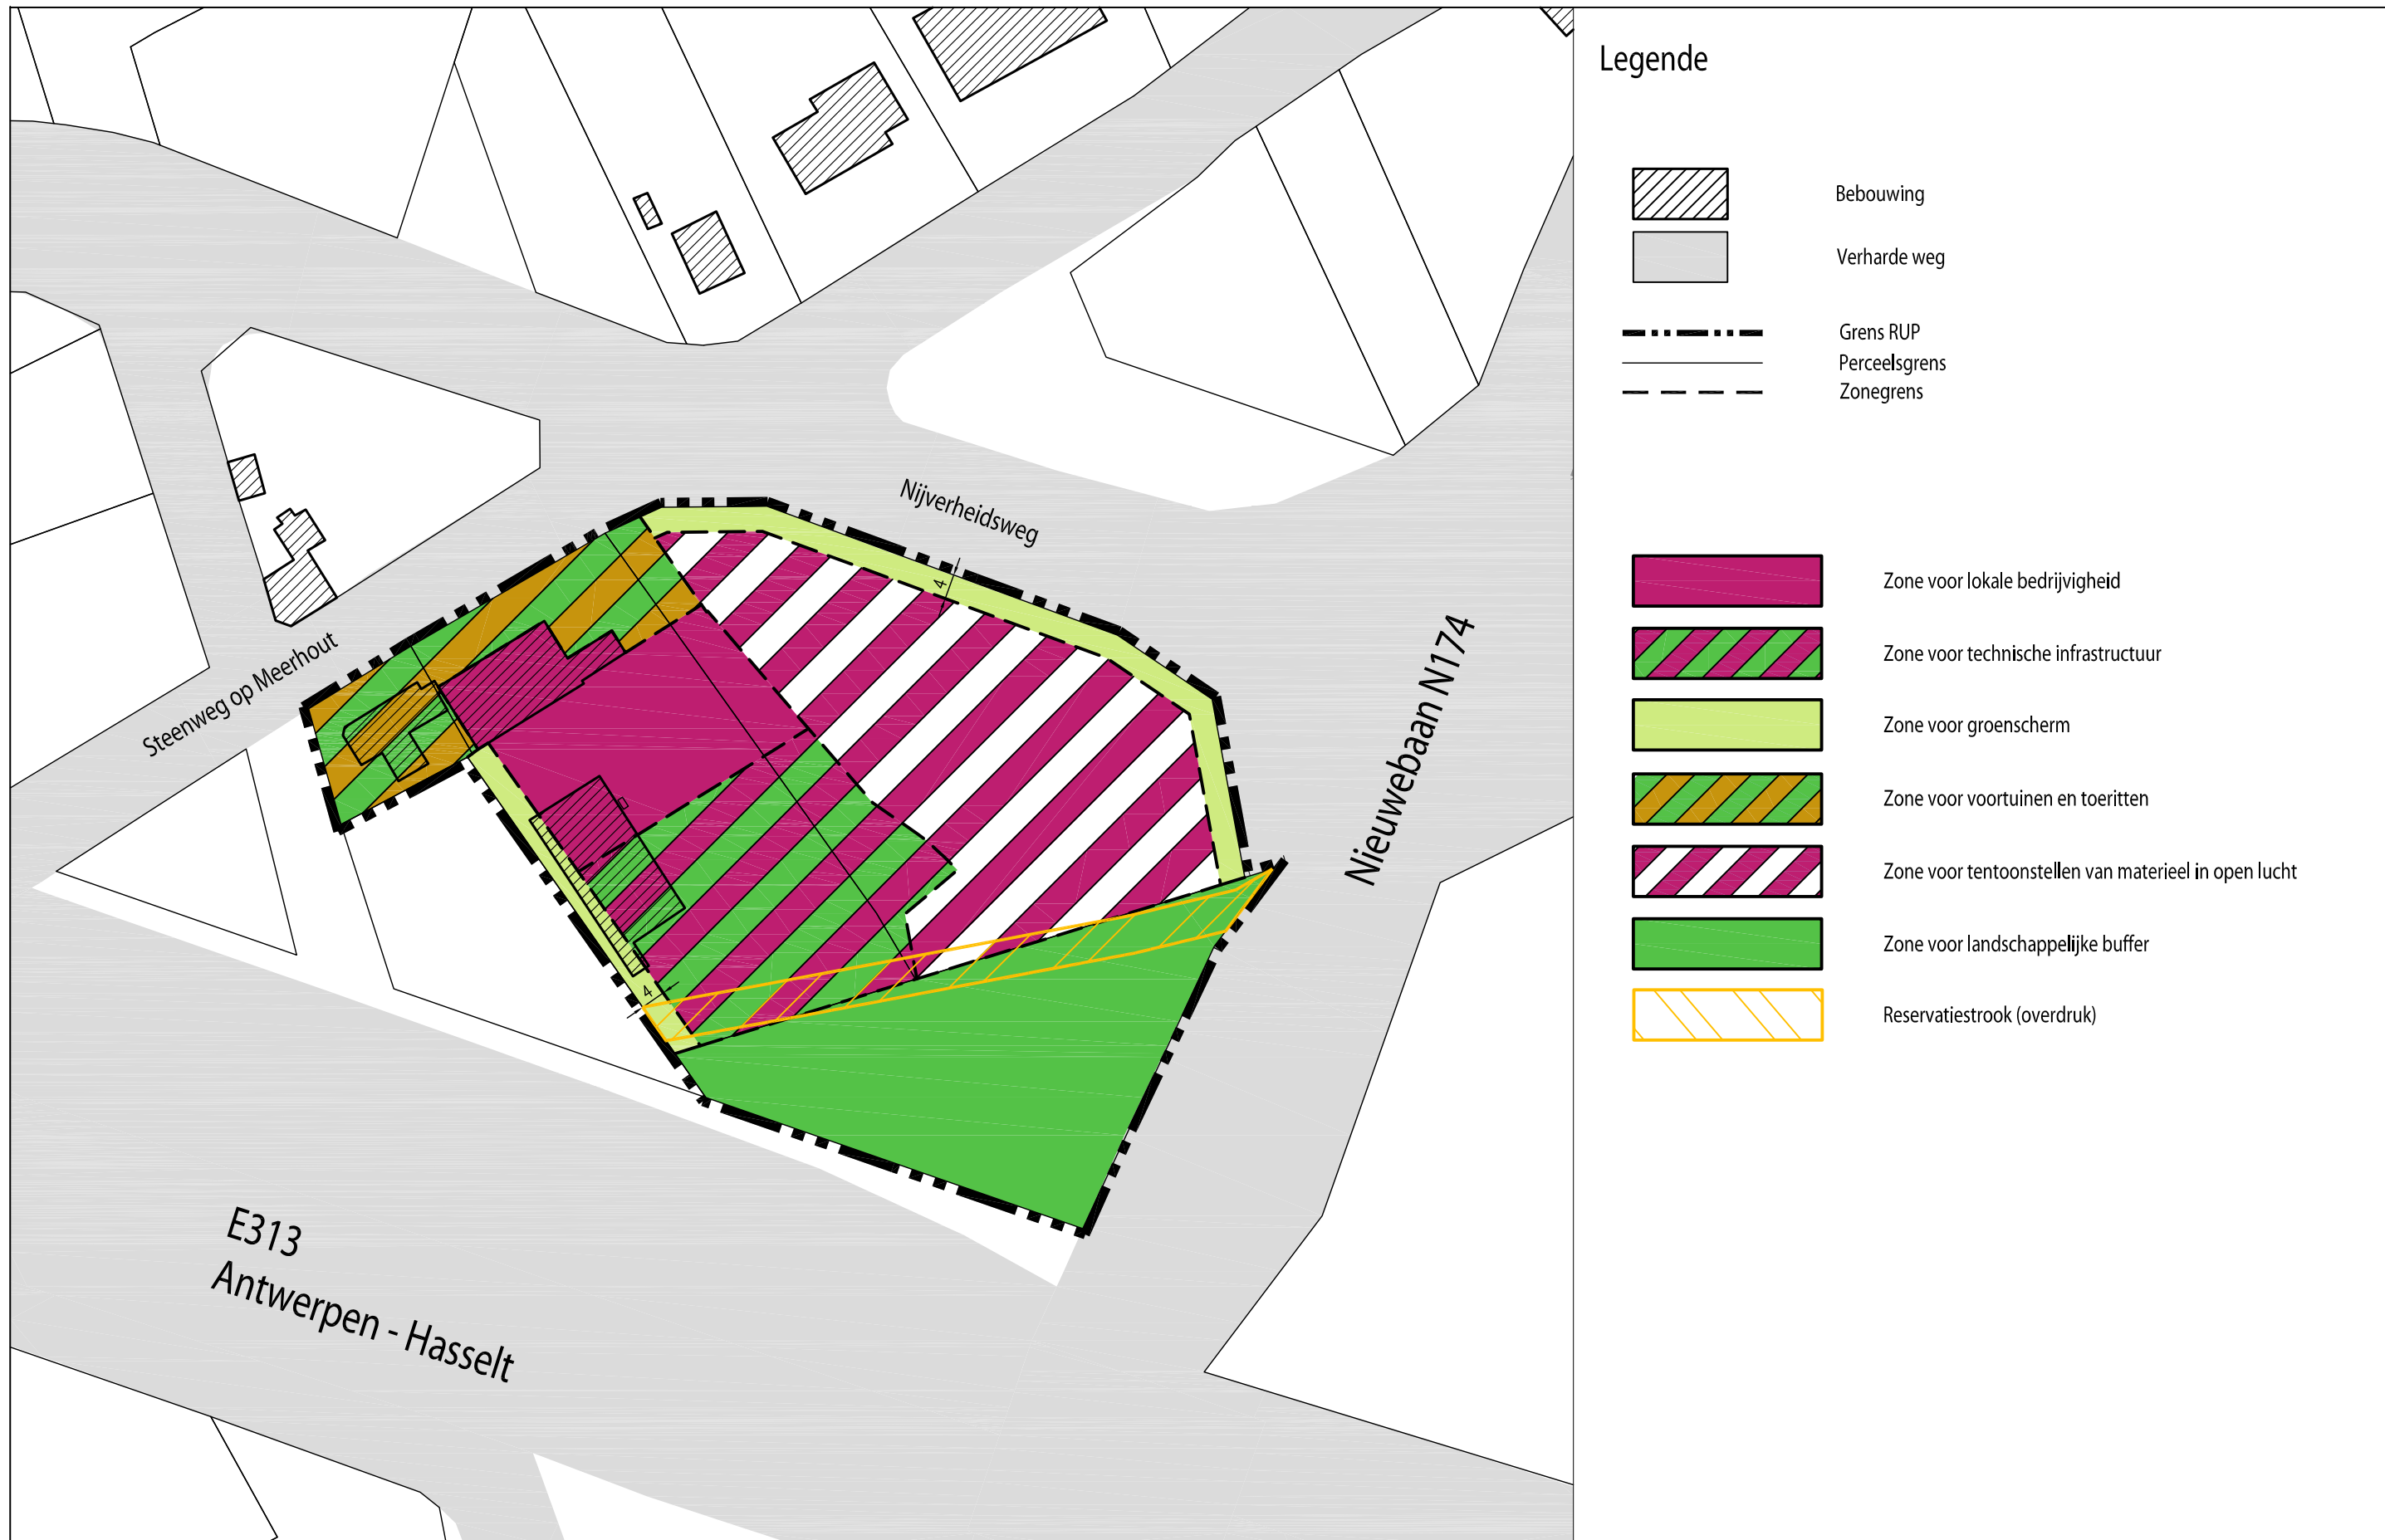 Legende
Bebouwing
Verharde weg
Grens RUP
Perceelsgrens
Zonegrens
Zone voor lokale bedrijvigheid
Zone voor technische infrastructuur
Zone voor groenscherm
Zone voor voortuinen en toeritten
Zone voor tentoonstellen van materieel in open lucht
Zone voor landschappelijke buffer
Reservatiestrook (overdruk)
Nijverheidsweg
4
Steenweg op Meerhout
Nieuwebaan N174
4
E313
Antwerpen - Hasselt